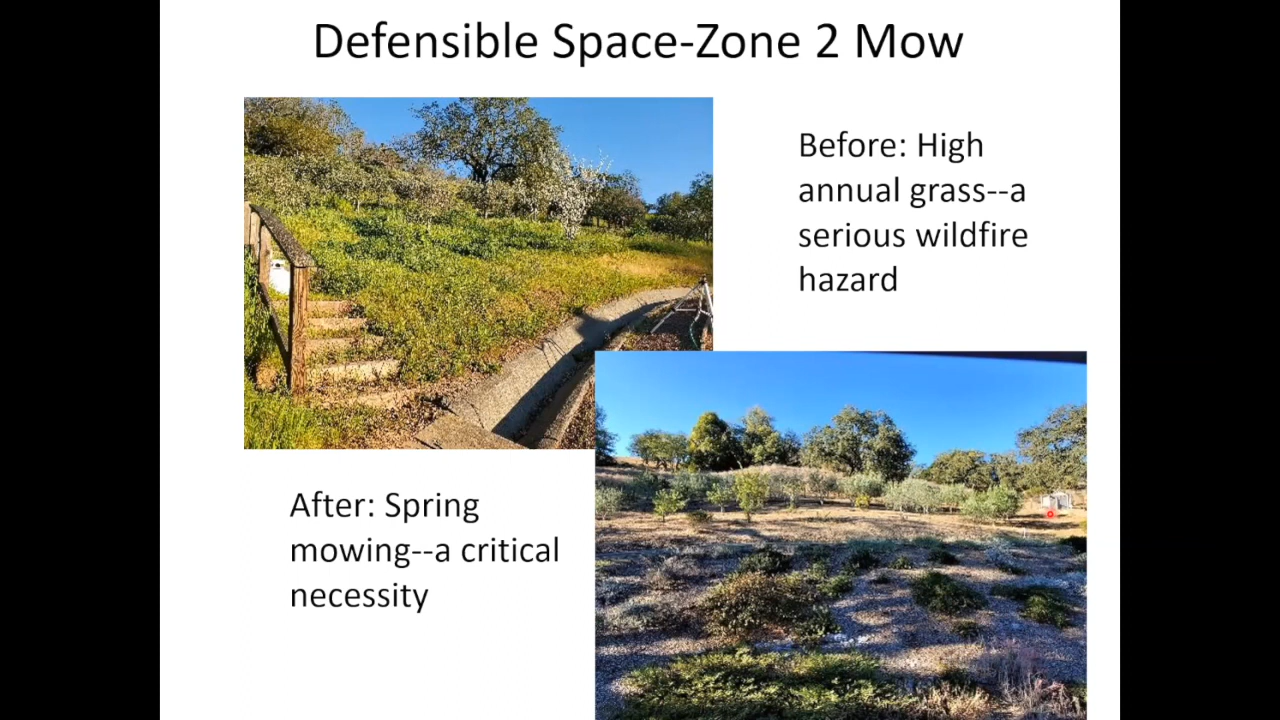 Defensible Space-Zone 2 Mow
Before: High
annual grass--a
serious wildfire
hazard
After: Spring
mowing--a critical
necessity